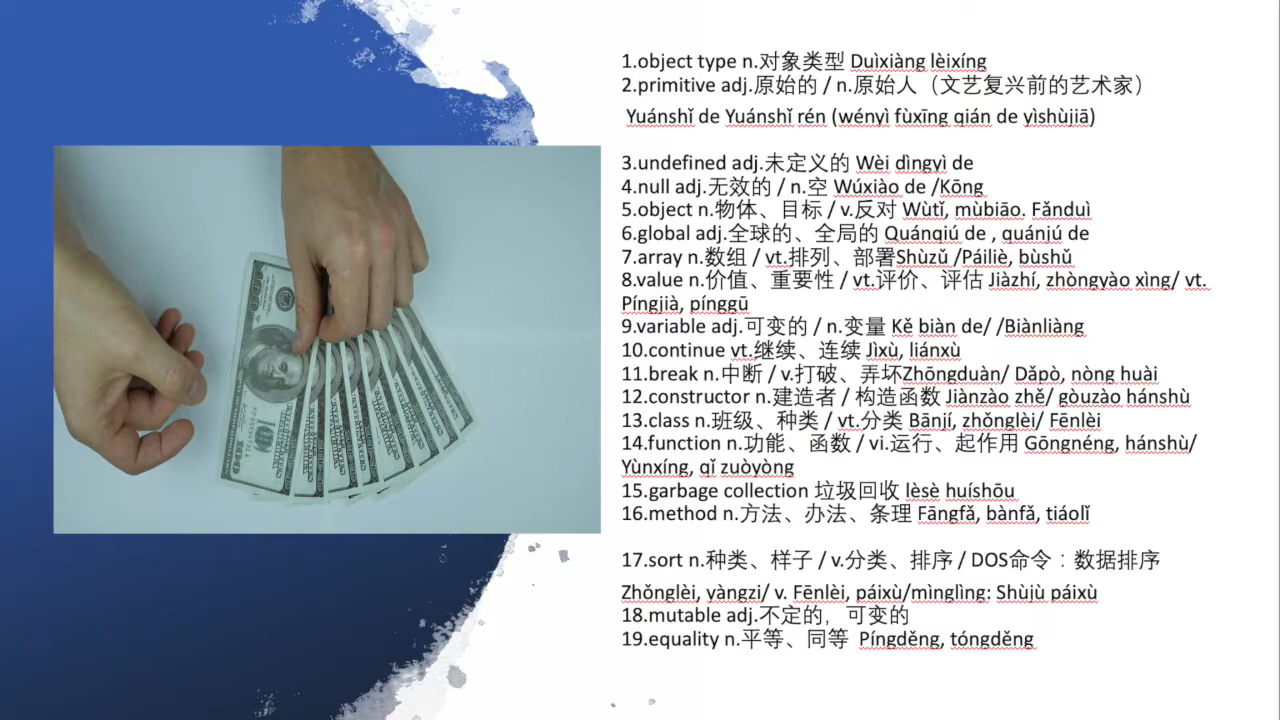 1.object type n.对象类型 Duìxiàng lèixíng
2.primitive adj.原始的 / n.原始人（文艺复兴前的艺术家）
Yuánshǐ de Yuánshǐ rén (wényì fùxīng qián de yìshùjiā)
3.undefined adj.未定义的 Wèi dìngyì de
4.null adj.无效的 / n.空 Wúxiào de /Kōng
5.object n.物体、目标 / v.反对 Wùtǐ, mùbiāo. Fǎnduì
6.global adj.全球的、全局的 Quánqiú de , quánjú de
7.array n.数组 / vt.排列、部署Shùzǔ /Páiliè, bùshǔ
8.value n.价值、重要性 / vt.评价、评估 Jiàzhí, zhòngyào xìng/ vt.
Píngjià, pínggū
9.variable adj.可变的 / n.变量 Kě biàn de/ /Biànliàng
10.continue vt.继续、连续 Jìxù, liánxù
11.break n.中断 / v.打破、弄坏Zhōngduàn/ Dǎpò, nòng huài
12.constructor n.建造者 / 构造函数 Jiànzào zhě/ gòuzào hánshù
13.class n.班级、种类 / vt.分类 Bānjí, zhǒnglèi/ Fēnlèi
14.function n.功能、函数 / vi.运行、起作用 Gōngnéng, hánshù/
Yùnxíng, qǐ zuòyòng
15.garbage collection 垃圾回收 lèsè huíshōu
16.method n.方法、办法、条理 Fāngfǎ, bànfǎ, tiáolǐ
17.sort n.种类、样子 / v.分类、排序 / DOS命令：数据排序
Zhǒnglèi, yàngzi/ v. Fēnlèi, páixù/mìnglìng: Shùjù páixù
18.mutable adj.不定的，可变的
19.equality n.平等、同等 Píngděng, tóngděng